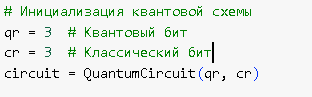 # Инициализация квантовой схемы
qr = 3  # Квантовый бит
cr = 3  # Классический бит
circuit = QuantumCircuit(qr, cr)